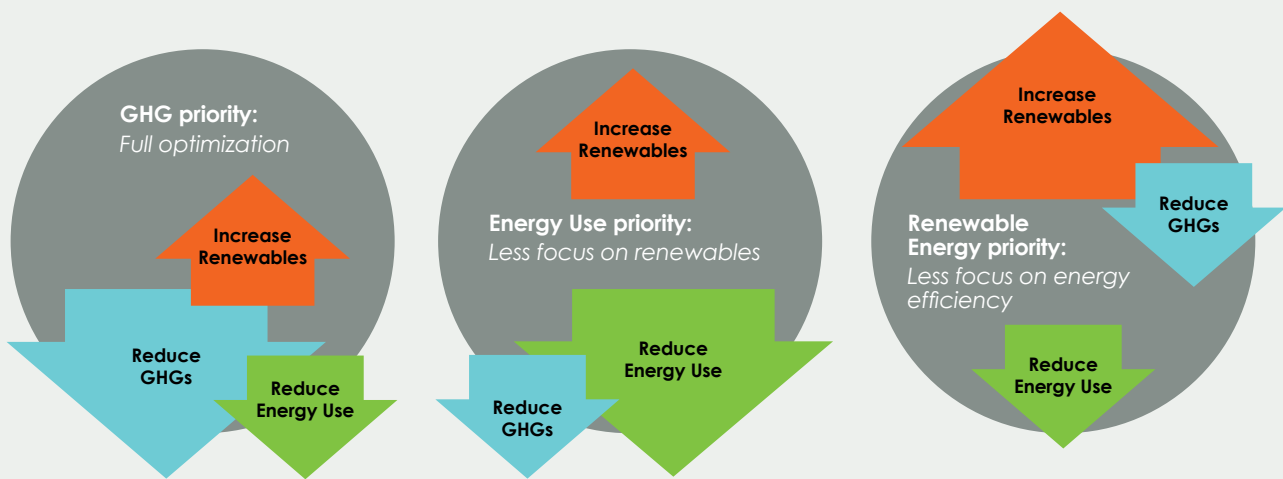 GHG priority:
Full optimization
Increase
Renewables
Reduce
GHGs
Reduce
Energy Use
Increase
Renewables
Energy Use priority:
Less focus on renewables
Reduce
Energy Use
Reduce
GHGs
Increase
Renewables
Reduce
GHGs
Renewable
Energy priority:
Less focus on energy
efficiency
Reduce
Energy Use